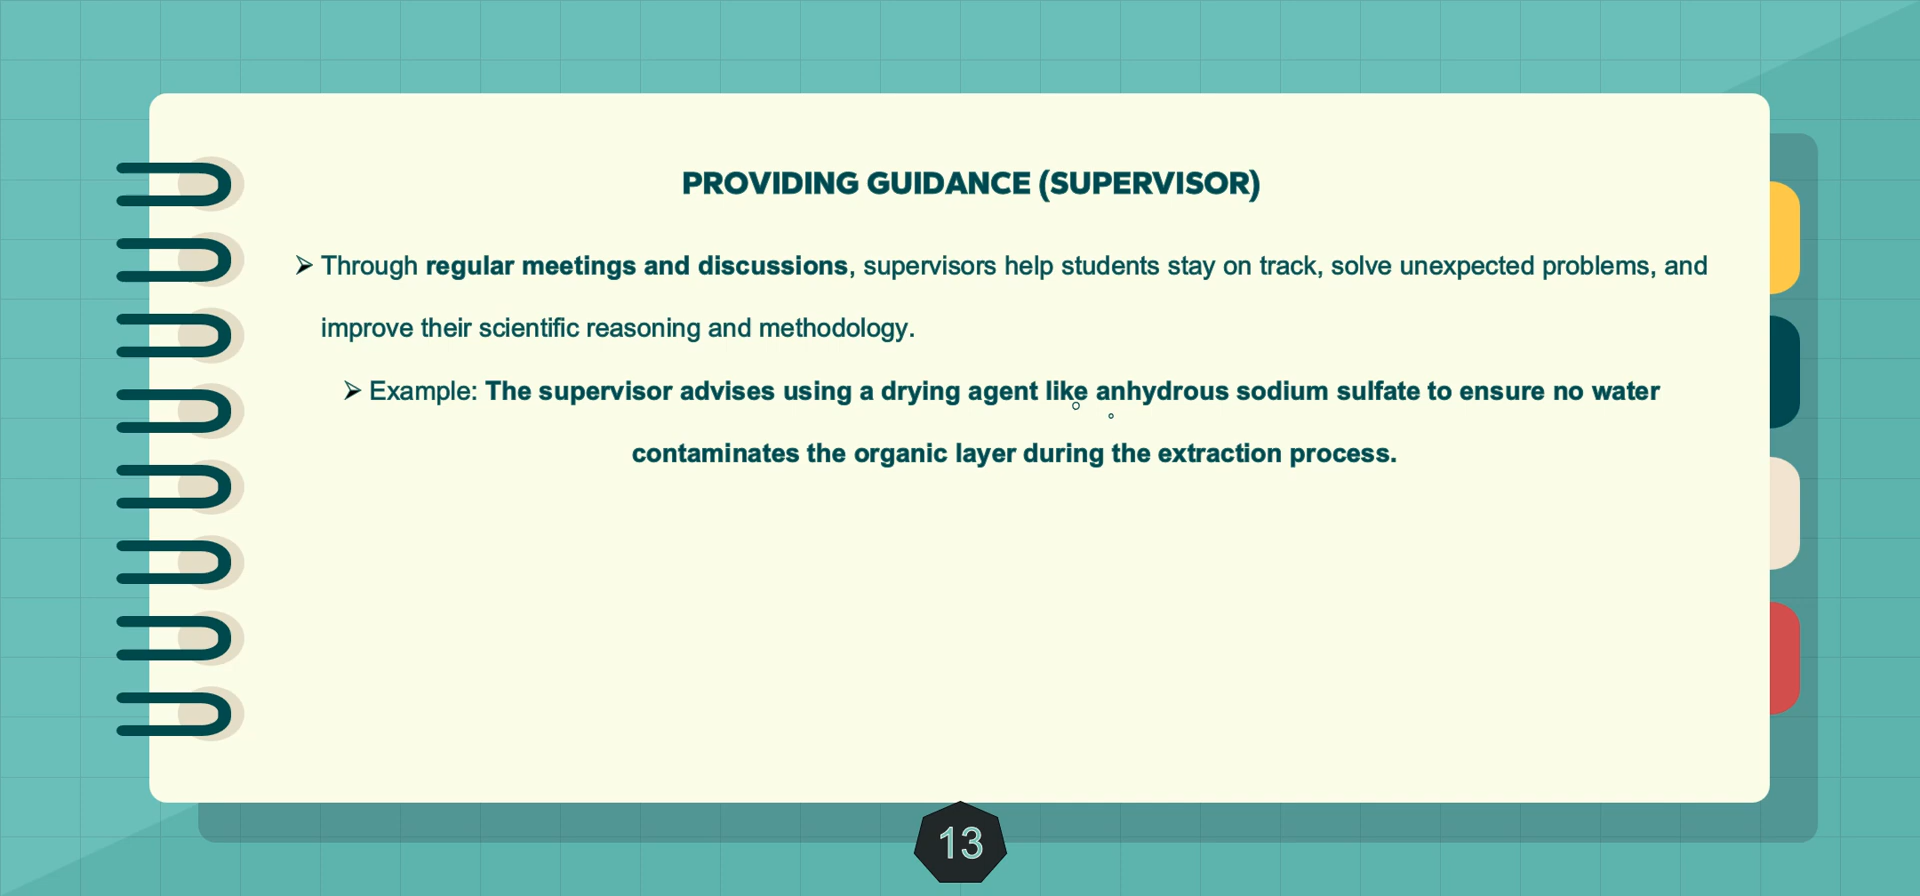 PROVIDING GUIDANCE (SUPERVISOR)
➢ Through regular meetings and discussions, supervisors help students stay on track, solve unexpected problems, and
improve their scientific reasoning and methodology.
➢ Example: The supervisor advises using a drying agent like anhydrous sodium sulfate to ensure no water
contaminates the organic layer during the extraction process.
13